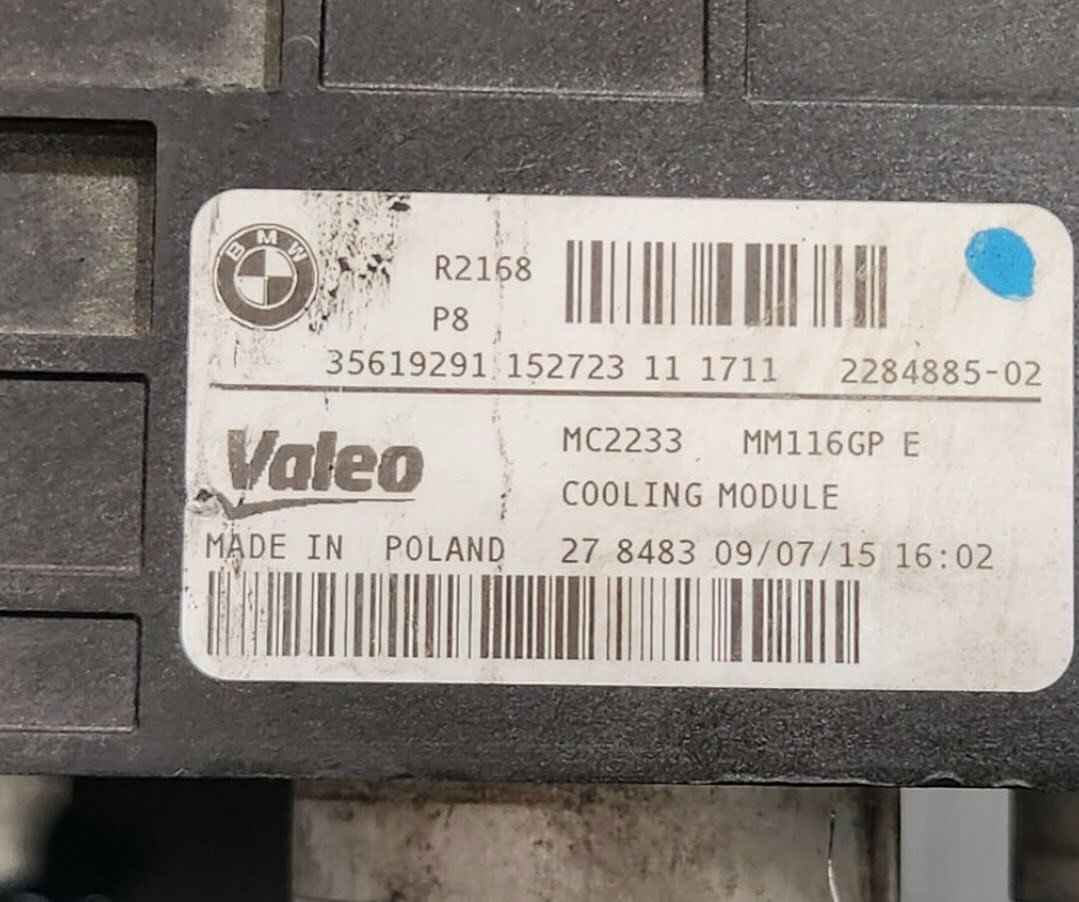 BMW
R2168
P8
35619291 152723 11 1711 2284885-02
Valeo
MC2233 MM116GP E
COOLING MODULE
MADE IN POLAND 27 8483 09/07/15 16:02